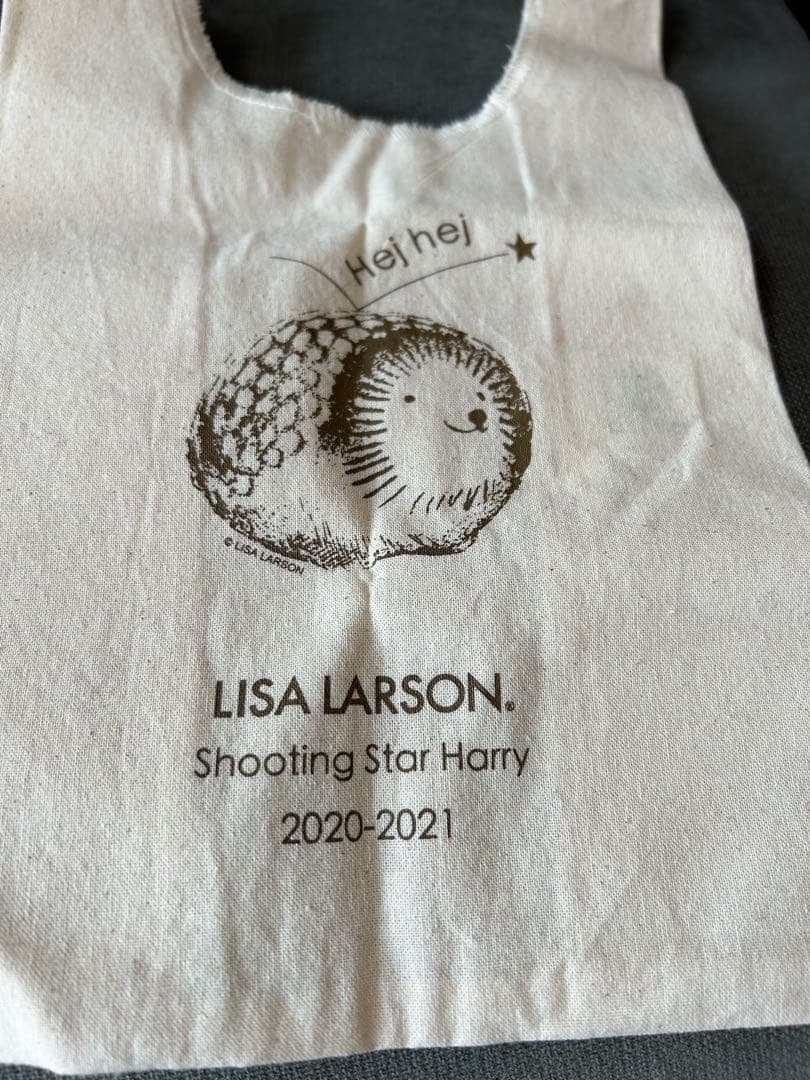 Hej hej
© LISA LARSON
LISA LARSON®
Shooting Star Harry
2020-2021